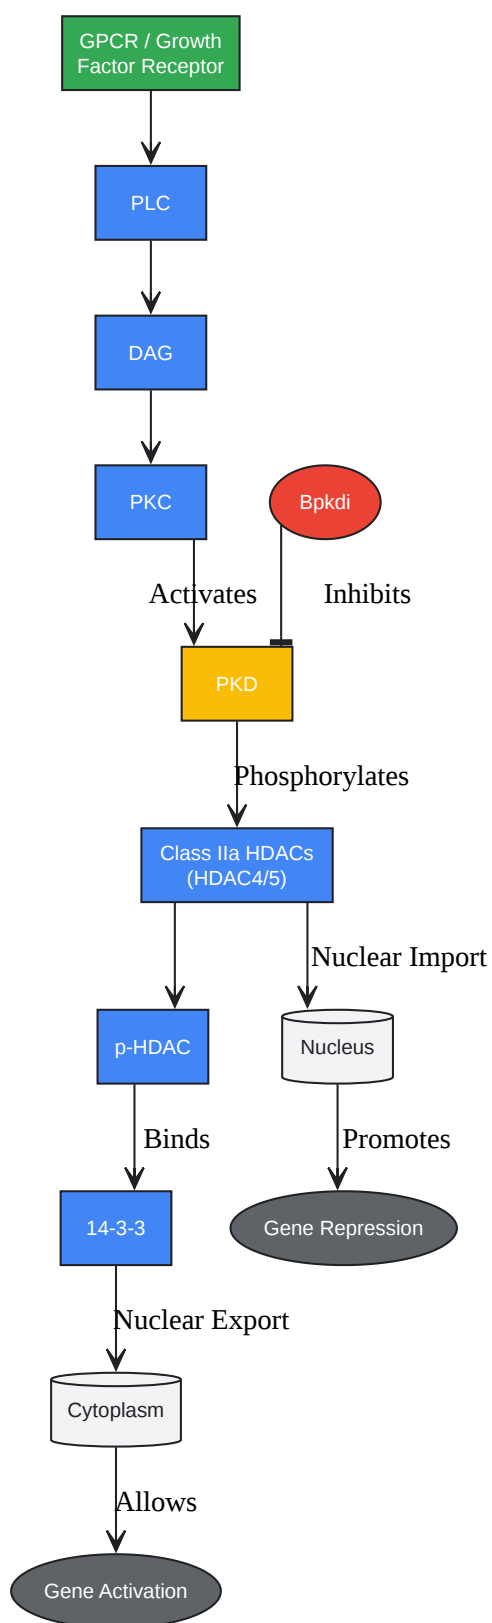 GPCR / Growth
Factor Receptor
PLC
DAG
PKC
Bpkdi
Activates
Inhibits
PKD
Phosphorylates
Class IIa HDACs
(HDAC4/5)
Nuclear Import
p-HDAC
Nucleus
Binds
Promotes
14-3-3
Gene Repression
Nuclear Export
Cytoplasm
Allows
Gene Activation